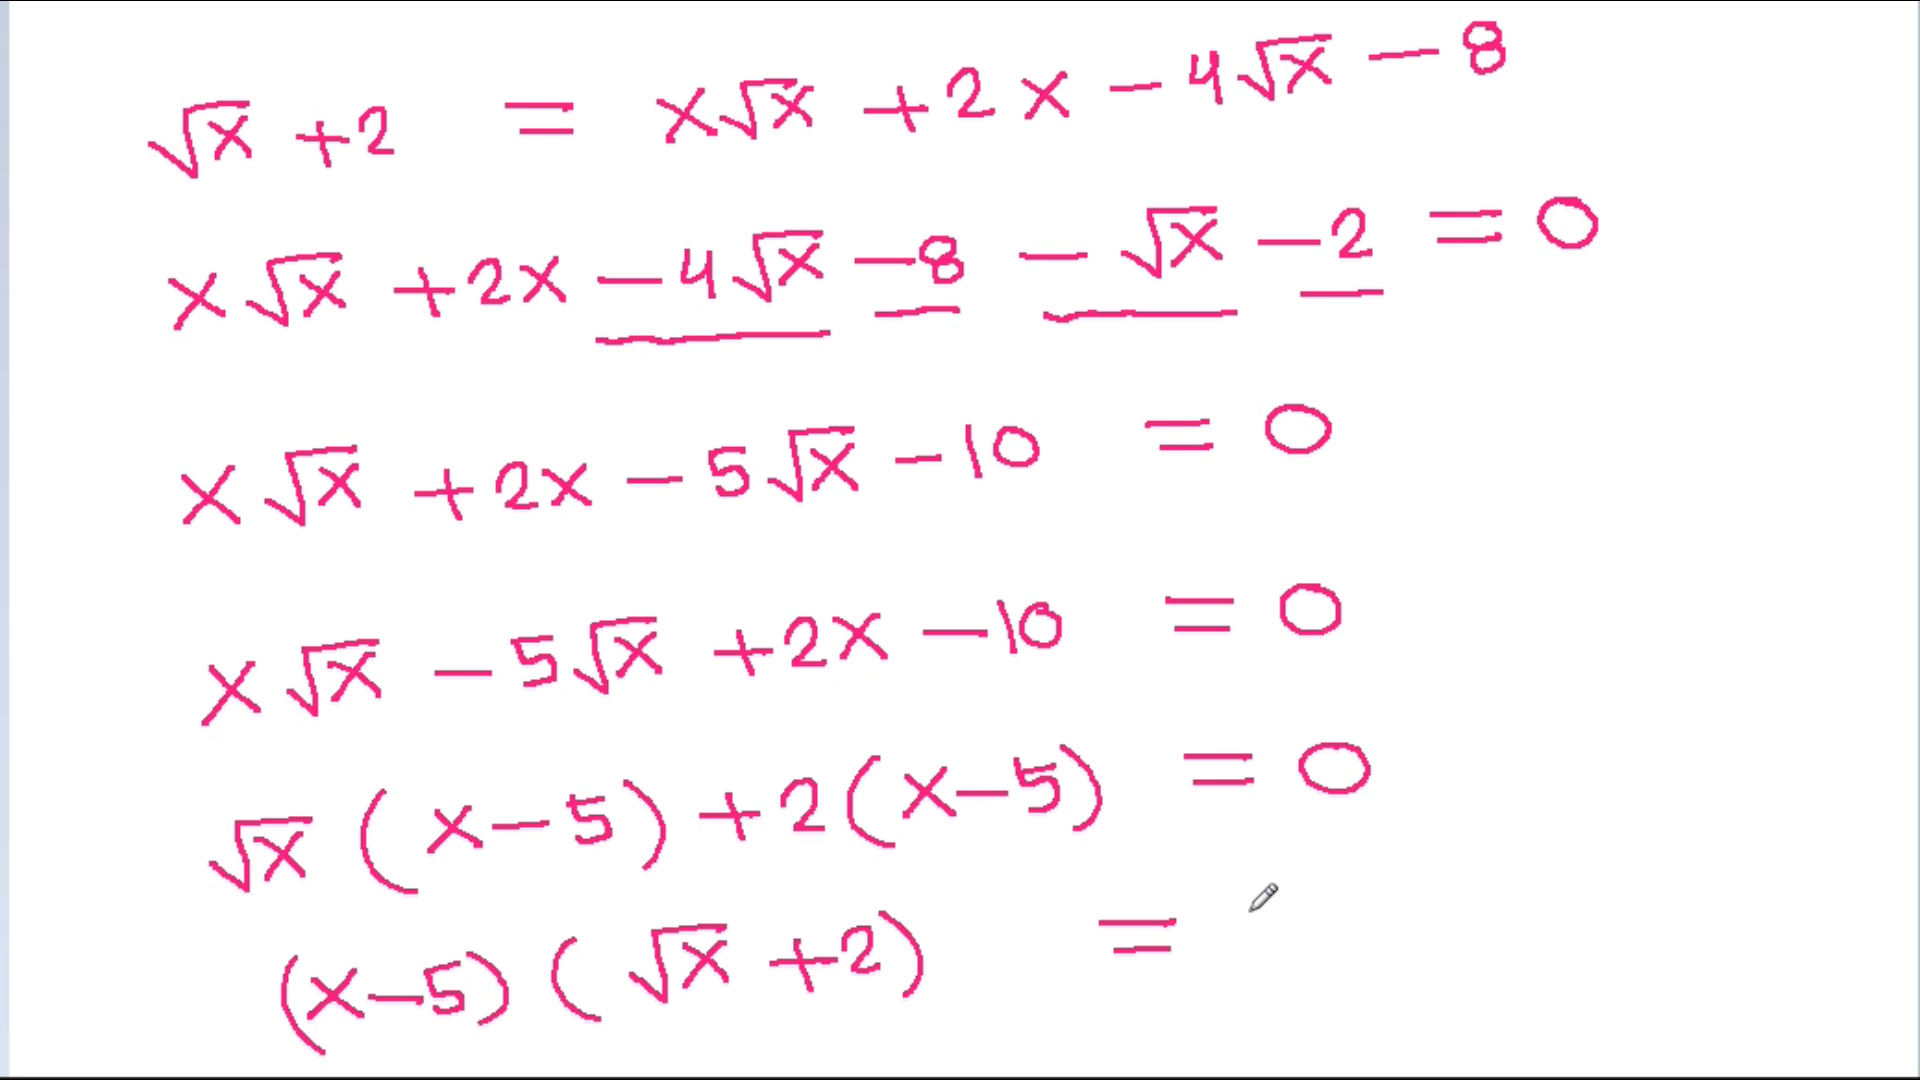 √x + 2 = x√x + 2x - 4√x - 8
x√x + 2x - 4√x - 8 - √x - 2 = 0
x√x + 2x - 5√x - 10 = 0
x√x - 5√x + 2x - 10 = 0
√x (x - 5) + 2 (x - 5) = 0
(x - 5) (√x + 2) =